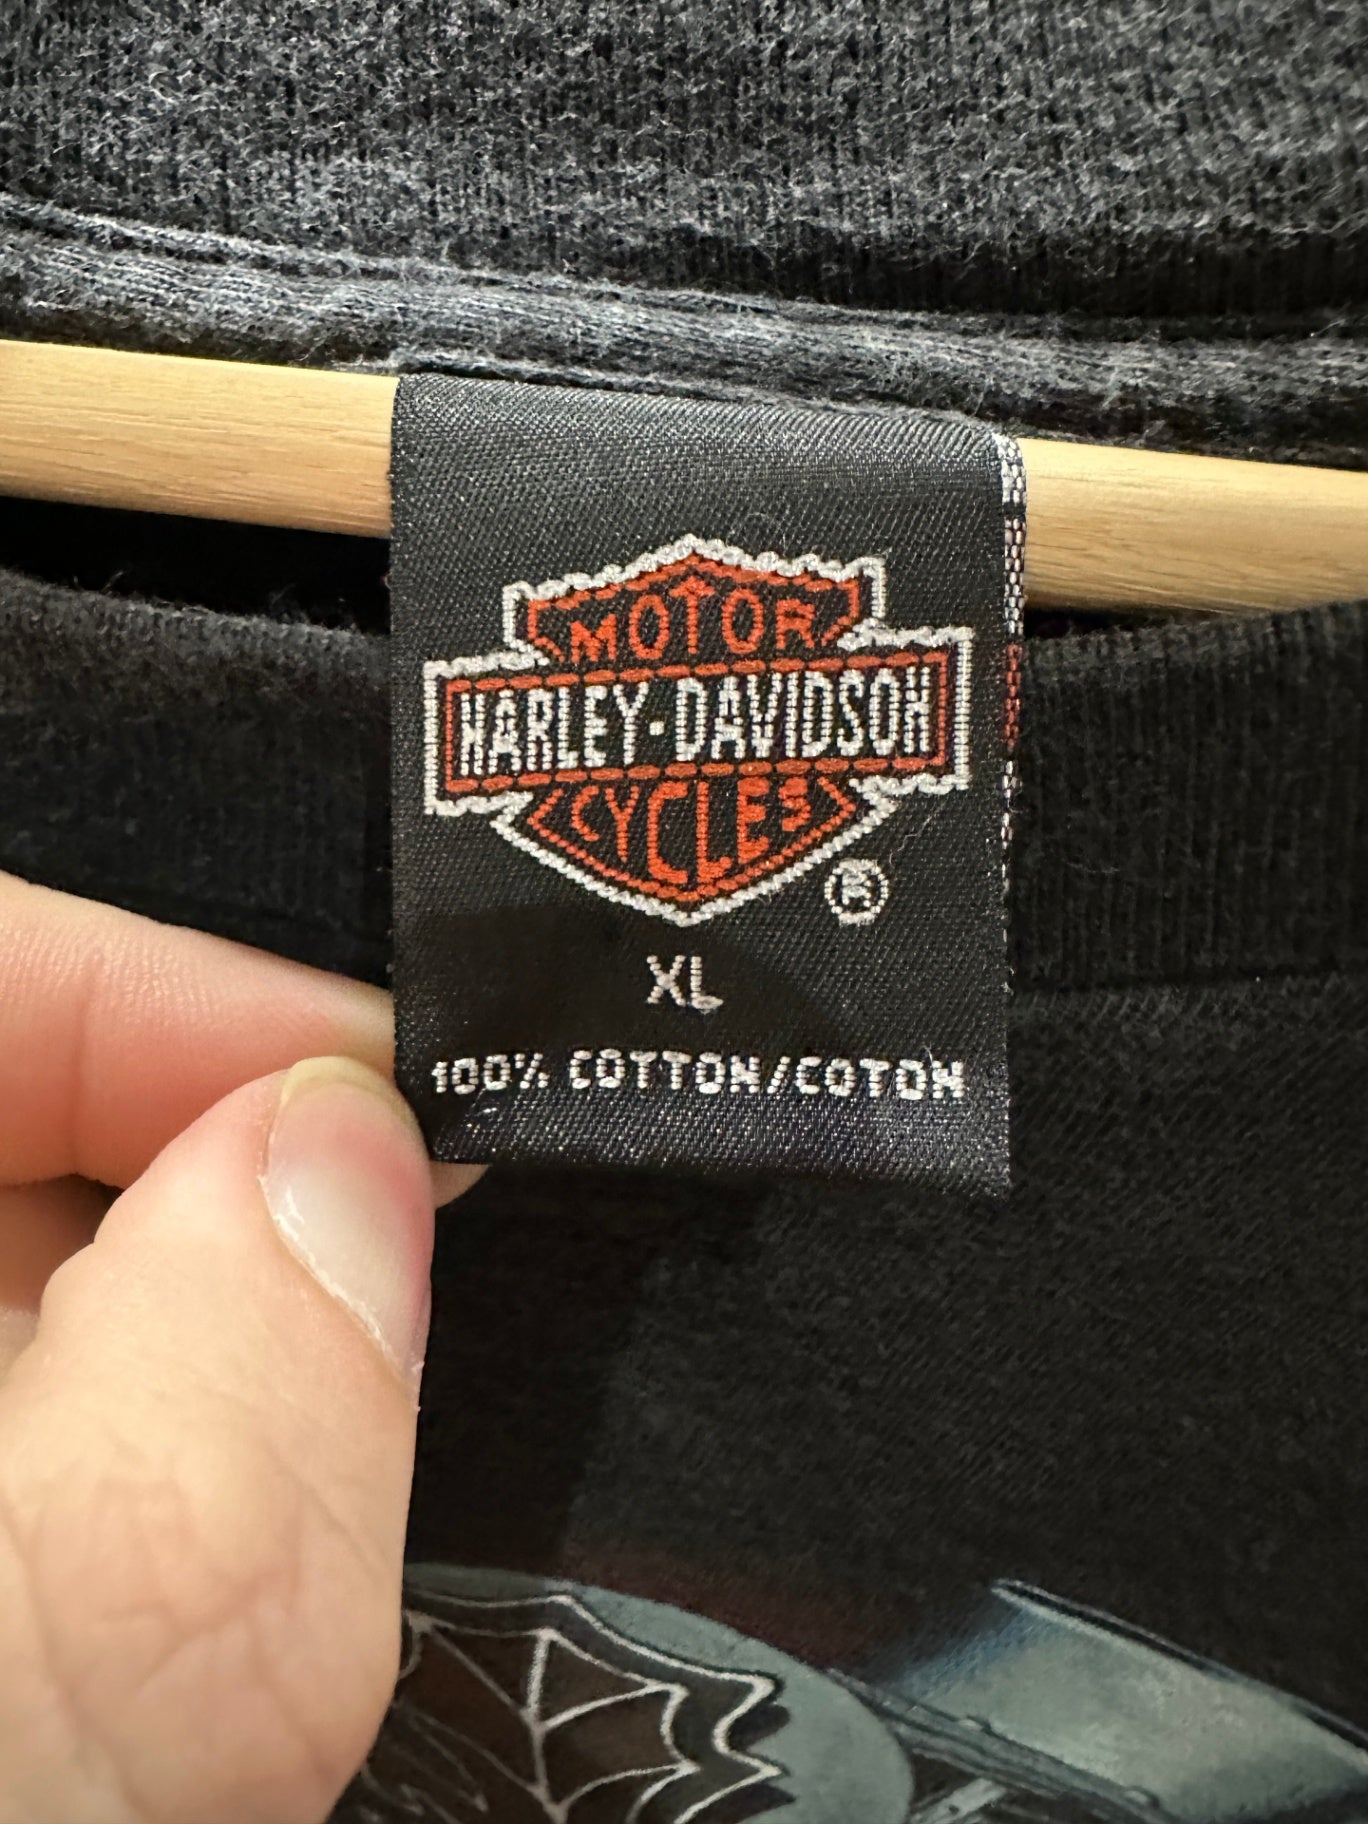 MOTOR
HARLEY-DAVIDSON
CYCLES
®
XL
100% COTTON/COTON